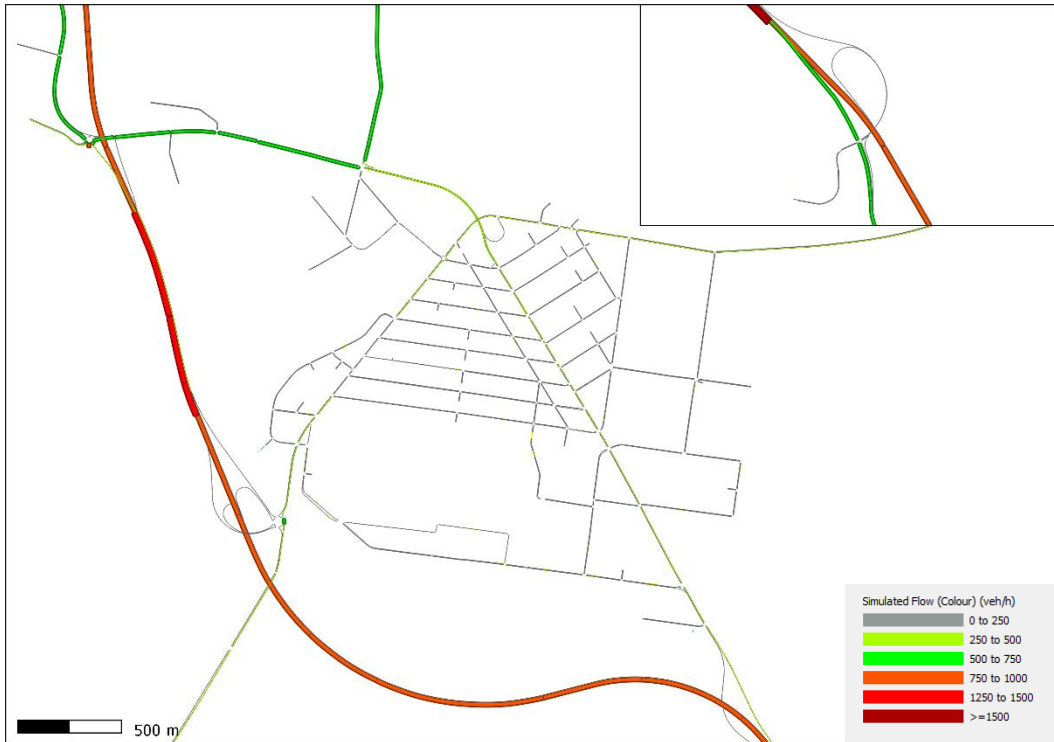 Simulated Flow (Colour) (veh/h)
0 to 250
250 to 500
500 to 750
750 to 1000
1250 to 1500
>=1500
500 m